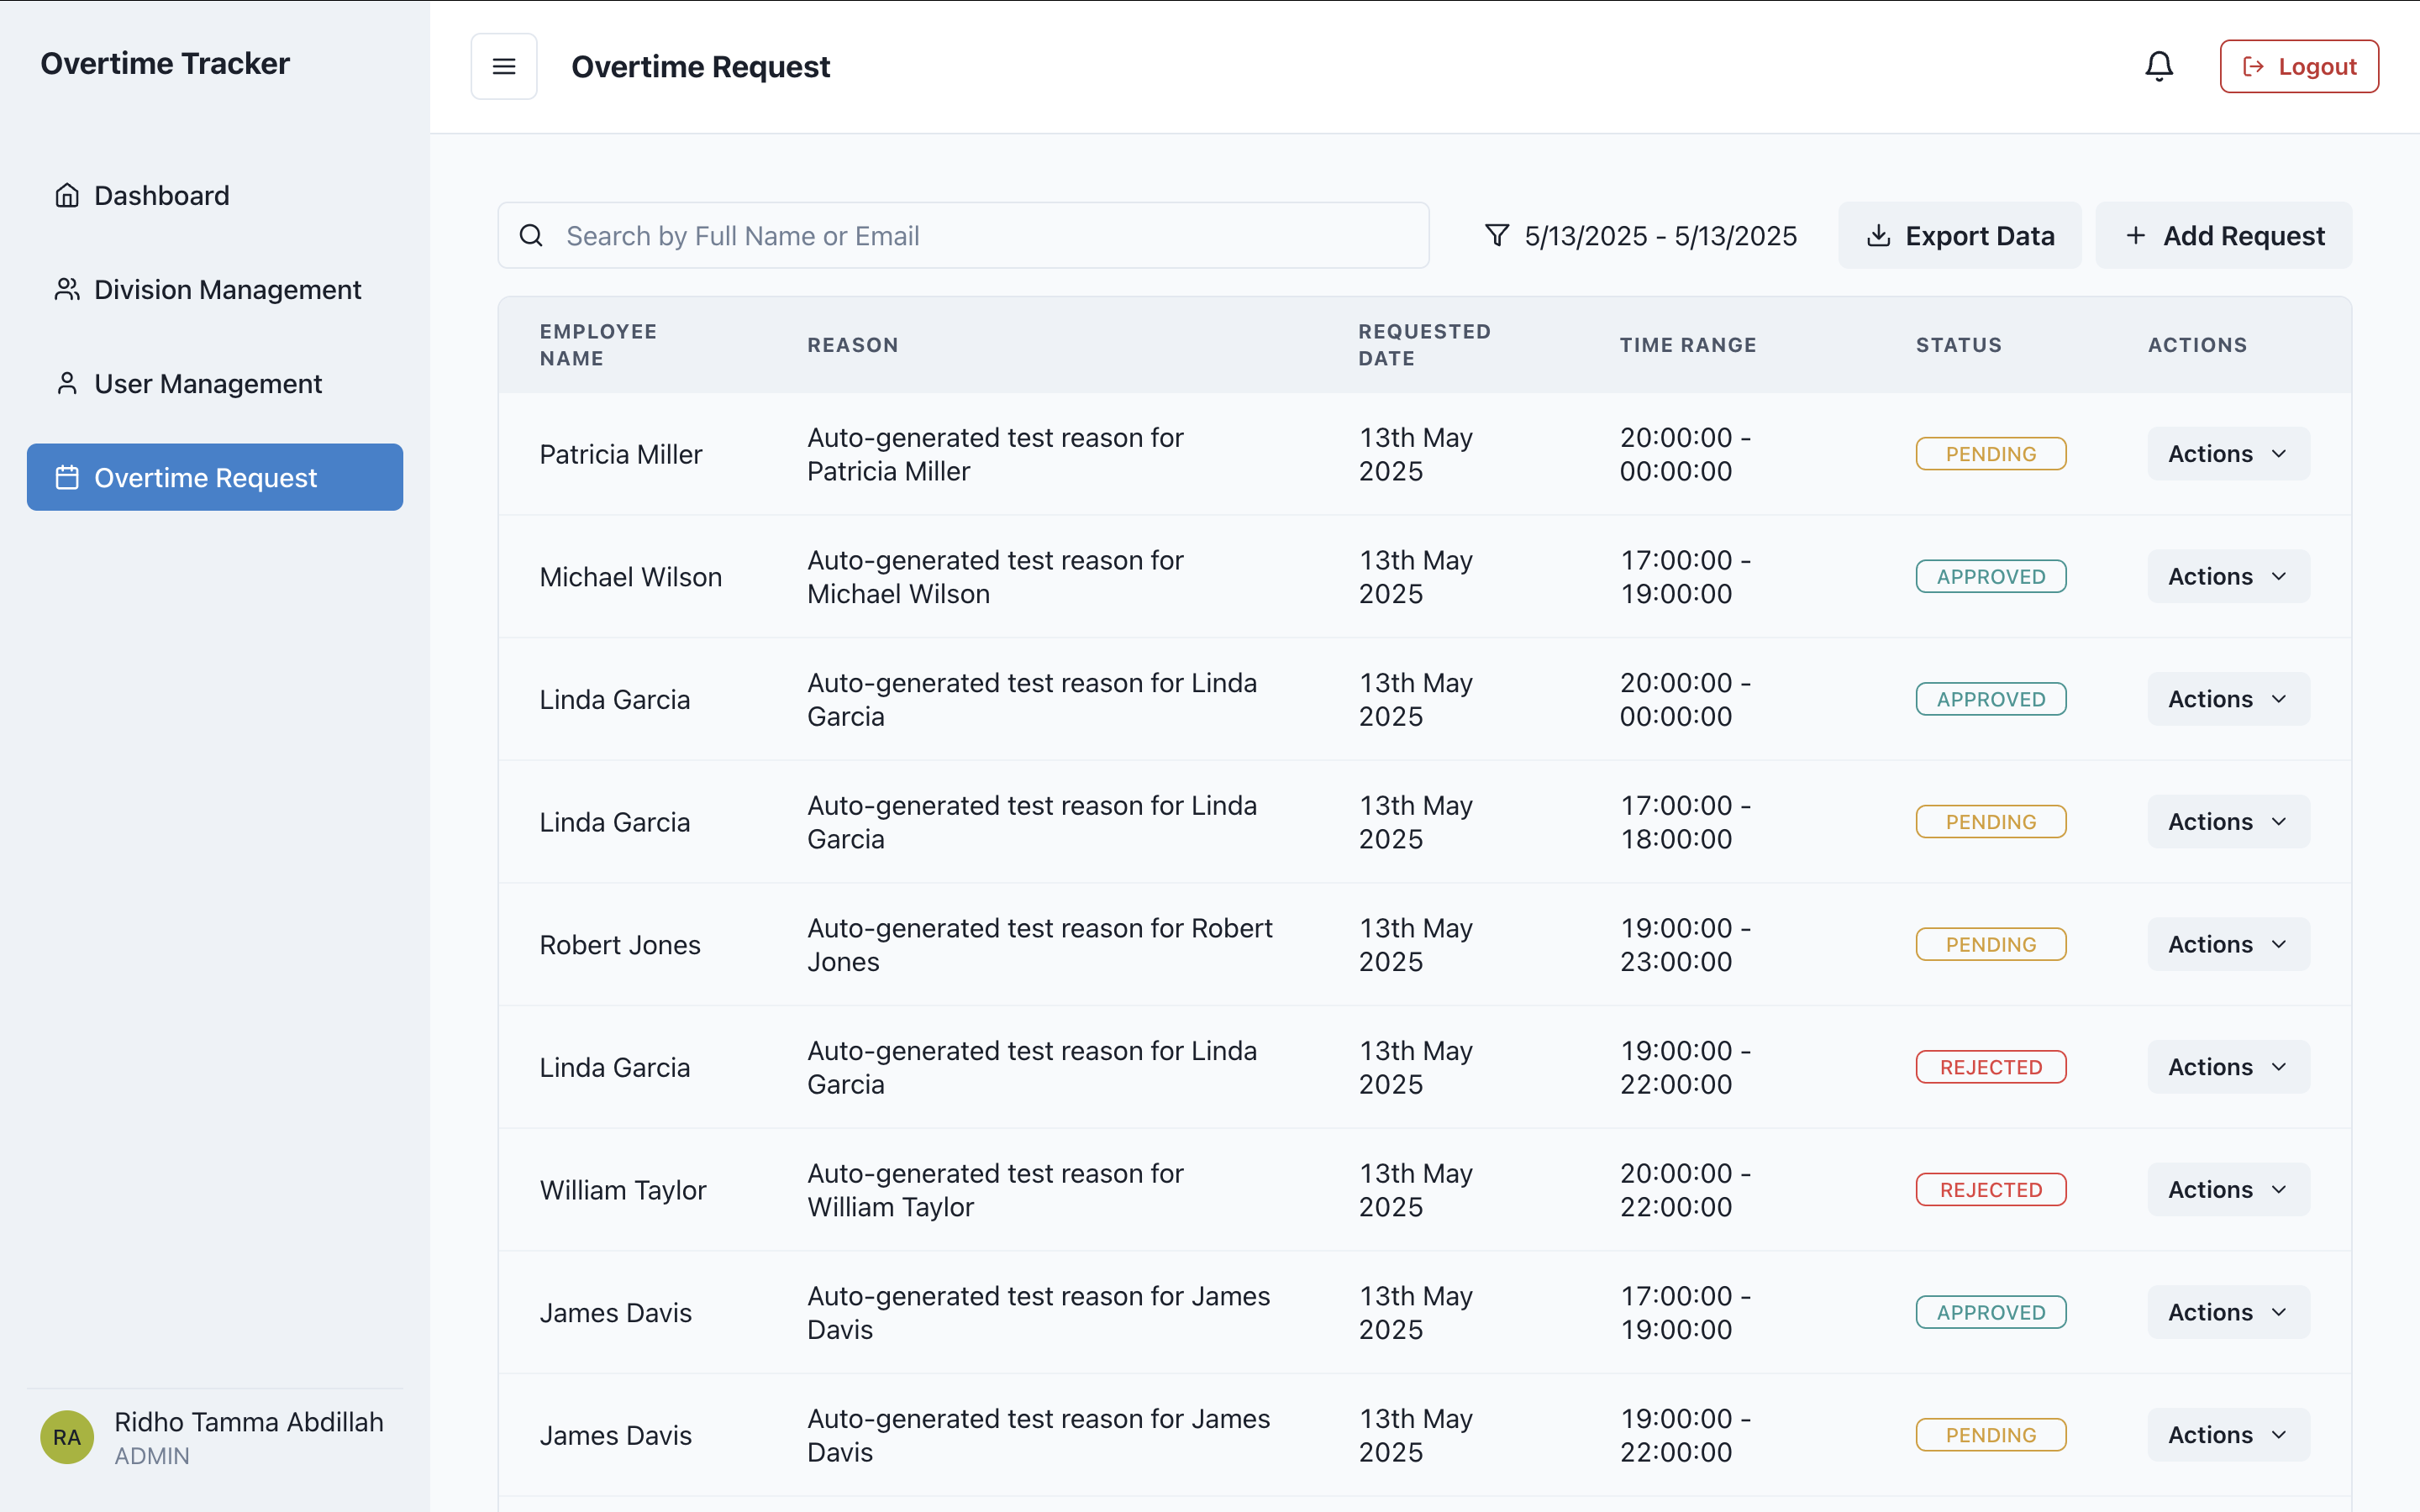 Overtime Tracker
Dashboard
Division Management
User Management
Overtime Request
RA
Ridho Tamma Abdillah
ADMIN
Overtime Request
Logout
Search by Full Name or Email
5/13/2025 - 5/13/2025
Export Data
+ Add Request
EMPLOYEE
NAME
REASON
REQUESTED
DATE
TIME RANGE
STATUS
ACTIONS
Patricia Miller
Auto-generated test reason for
Patricia Miller
13th May
2025
20:00:00 -
00:00:00
PENDING
Actions
Michael Wilson
Auto-generated test reason for
Michael Wilson
13th May
2025
17:00:00 -
19:00:00
APPROVED
Actions
Linda Garcia
Auto-generated test reason for Linda
Garcia
13th May
2025
20:00:00 -
00:00:00
APPROVED
Actions
Linda Garcia
Auto-generated test reason for Linda
Garcia
13th May
2025
17:00:00 -
18:00:00
PENDING
Actions
Robert Jones
Auto-generated test reason for Robert
Jones
13th May
2025
19:00:00 -
23:00:00
PENDING
Actions
Linda Garcia
Auto-generated test reason for Linda
Garcia
13th May
2025
19:00:00 -
22:00:00
REJECTED
Actions
William Taylor
Auto-generated test reason for
William Taylor
13th May
2025
20:00:00 -
22:00:00
REJECTED
Actions
James Davis
Auto-generated test reason for James
Davis
13th May
2025
17:00:00 -
19:00:00
APPROVED
Actions
James Davis
Auto-generated test reason for James
Davis
13th May
2025
19:00:00 -
22:00:00
PENDING
Actions